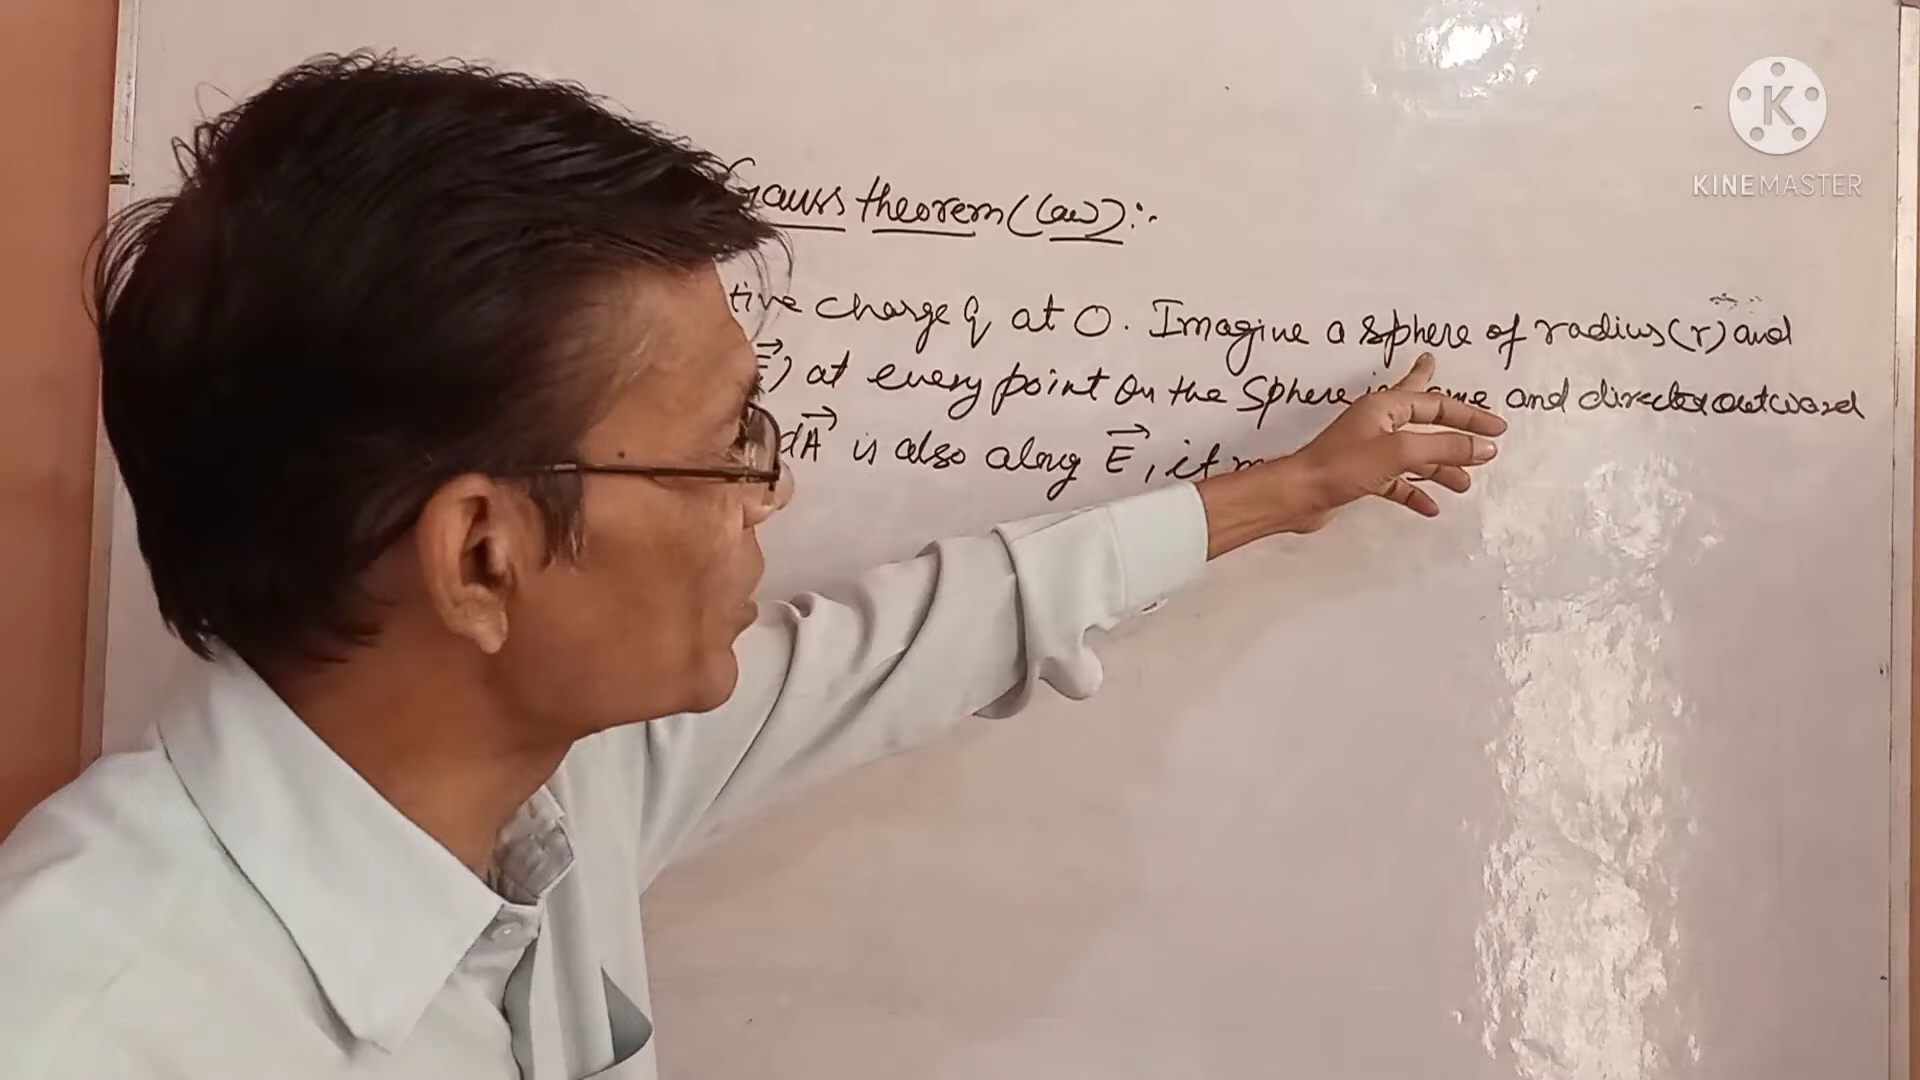 Gauss theorem (law) :-
tive charge q at O. Imagine a sphere of radius (r) and
(E→) at every point on the sphere is same and directed outward
dA→ is also along E→, it m
K
KINEMASTER